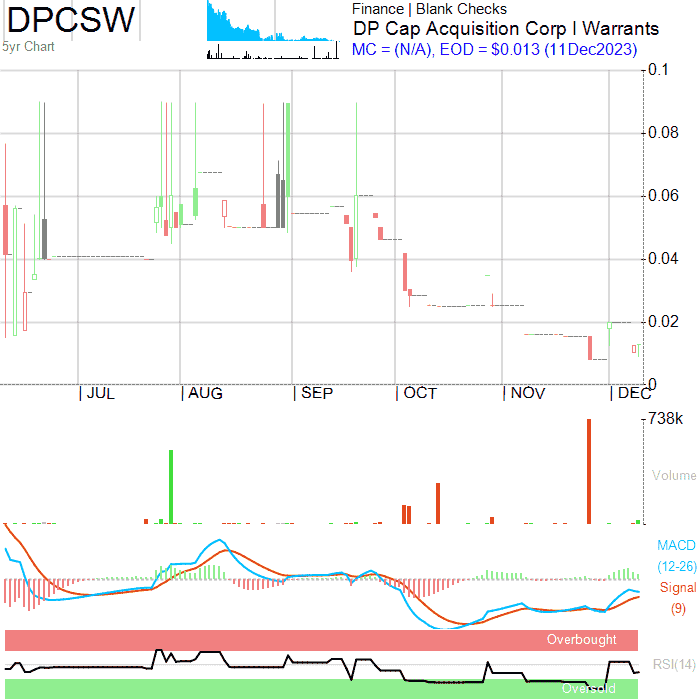 DPCSW
5yr Chart
Finance | Blank Checks
DP Cap Acquisition Corp I Warrants
MC = (N/A), EOD = $0.013 (11Dec2023)
0.1
0.08
0.06
0.04
0.02
0
JUL AUG SEP OCT NOV DEC
738k
Volume
MACD
(12-26)
Signal
(9)
Overbought
RSI(14)
Oversold